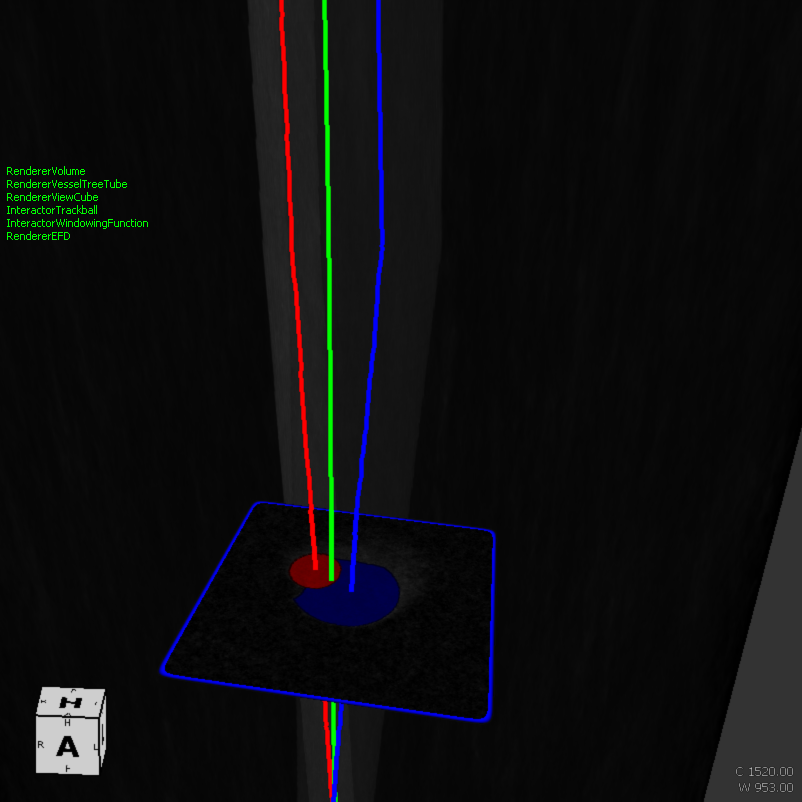 RendererVolume
RendererVesselTreeTube
RendererViewCube
InteractorTrackball
InteractorWindowingFunction
RendererEFD
H
H
R
A
L
C 1520.00
W 953.00